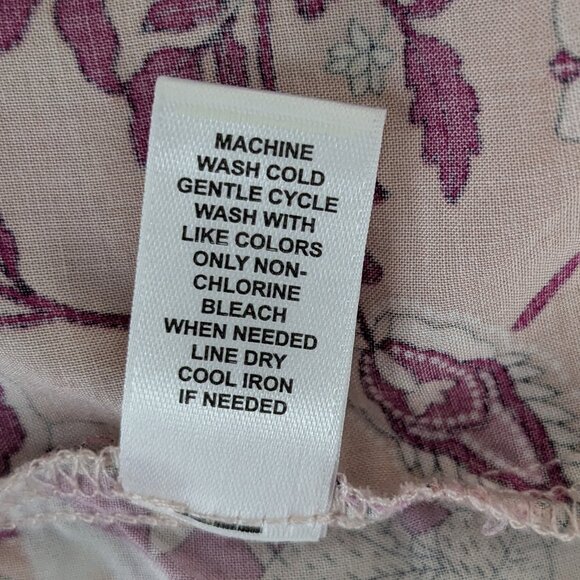 MACHINE
WASH COLD
GENTLE CYCLE
WASH WITH
LIKE COLORS
ONLY NON-
CHLORINE
BLEACH
WHEN NEEDED
LINE DRY
COOL IRON
IF NEEDED